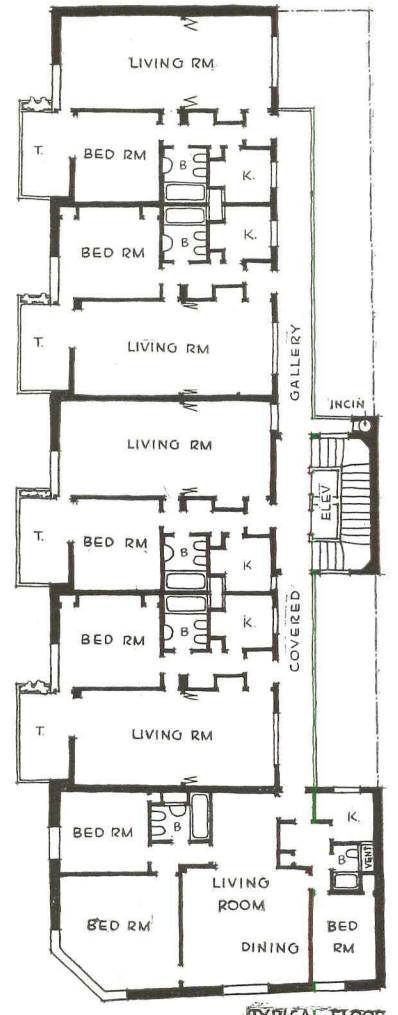 LIVING RM
T.
BED RM
B
K.
BED RM
B
K.
T.
LIVING RM
GALLERY
LIVING RM
INCIN
ELEV
T.
BED RM
B
K
COVERED
BED RM
B
K.
T.
LIVING RM
BED RM
B
K.
B
VENT
LIVING
ROOM
BED RM
DINING
BED
RM
TYPICAL FLOOR